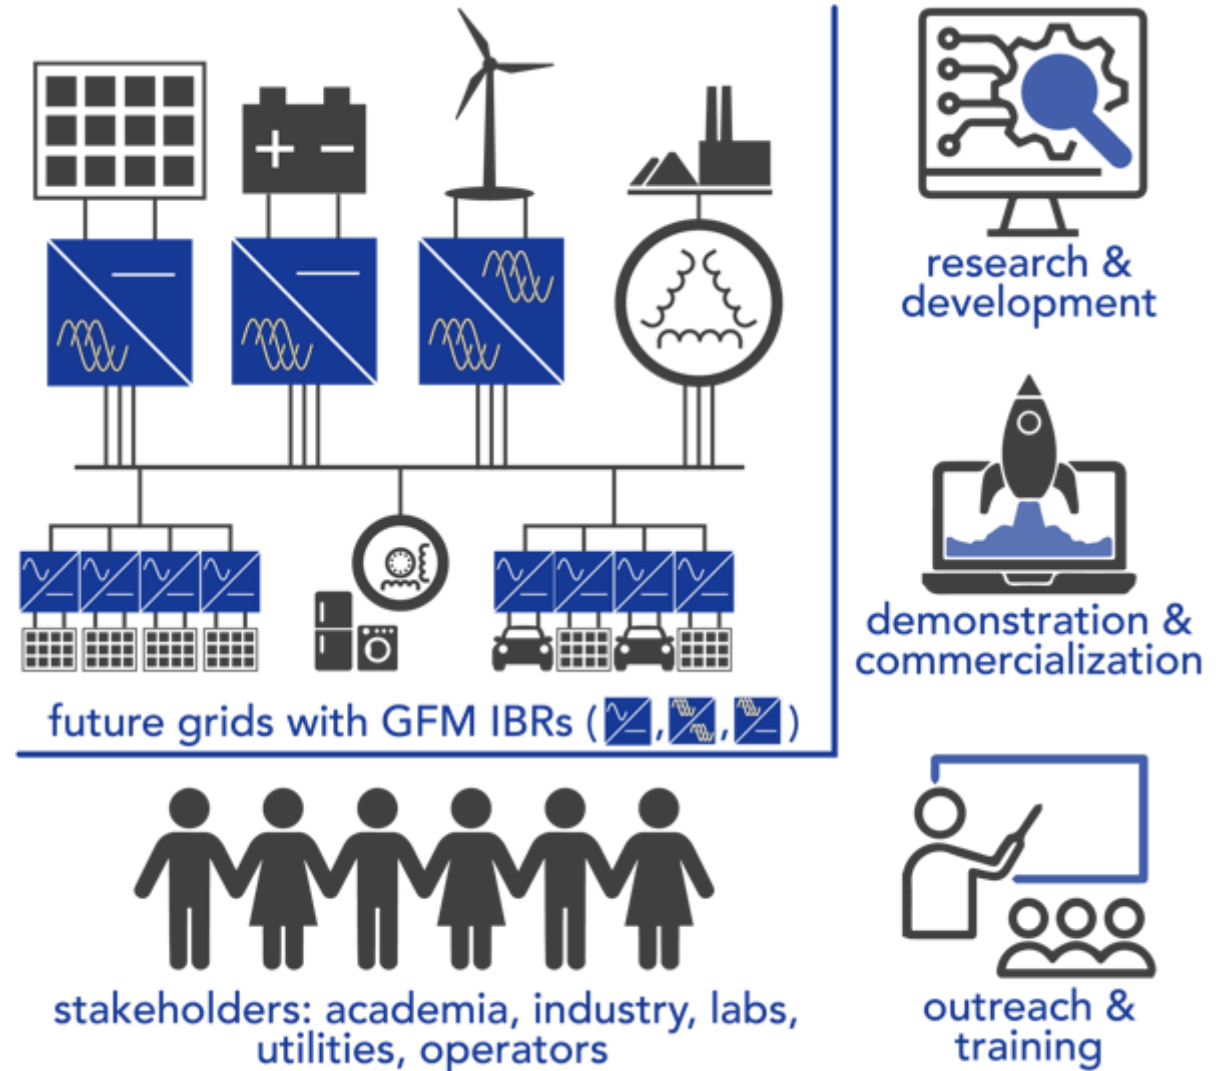 research &
development
demonstration &
commercialization
future grids with GFM IBRs ( , , )
stakeholders: academia, industry, labs,
utilities, operators
outreach &
training